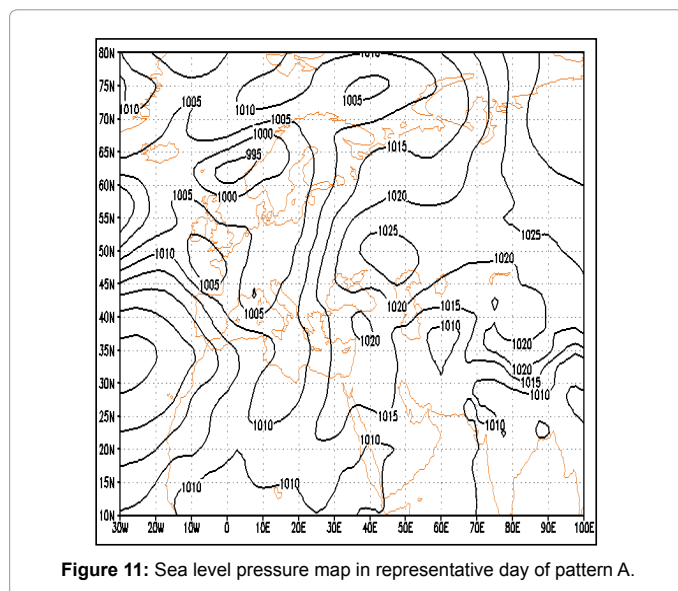 80N
75N
70N
65N
60N
55N
50N
45N
40N
35N
30N
25N
20N
15N
10N
30W 20W 10W 0 10E 20E 30E 40E 50E 60E 70E 80E 90E 100E
1010
1010
1005
1010
1005
1005
1000
1015
995
1005
1000
1020
1025
1025
1010
1020
1005
1020
1015
1005
1010
1020
1020
1020
1015
1010
1015
1010
1010
1010
1010
1010
Figure 11: Sea level pressure map in representative day of pattern A.